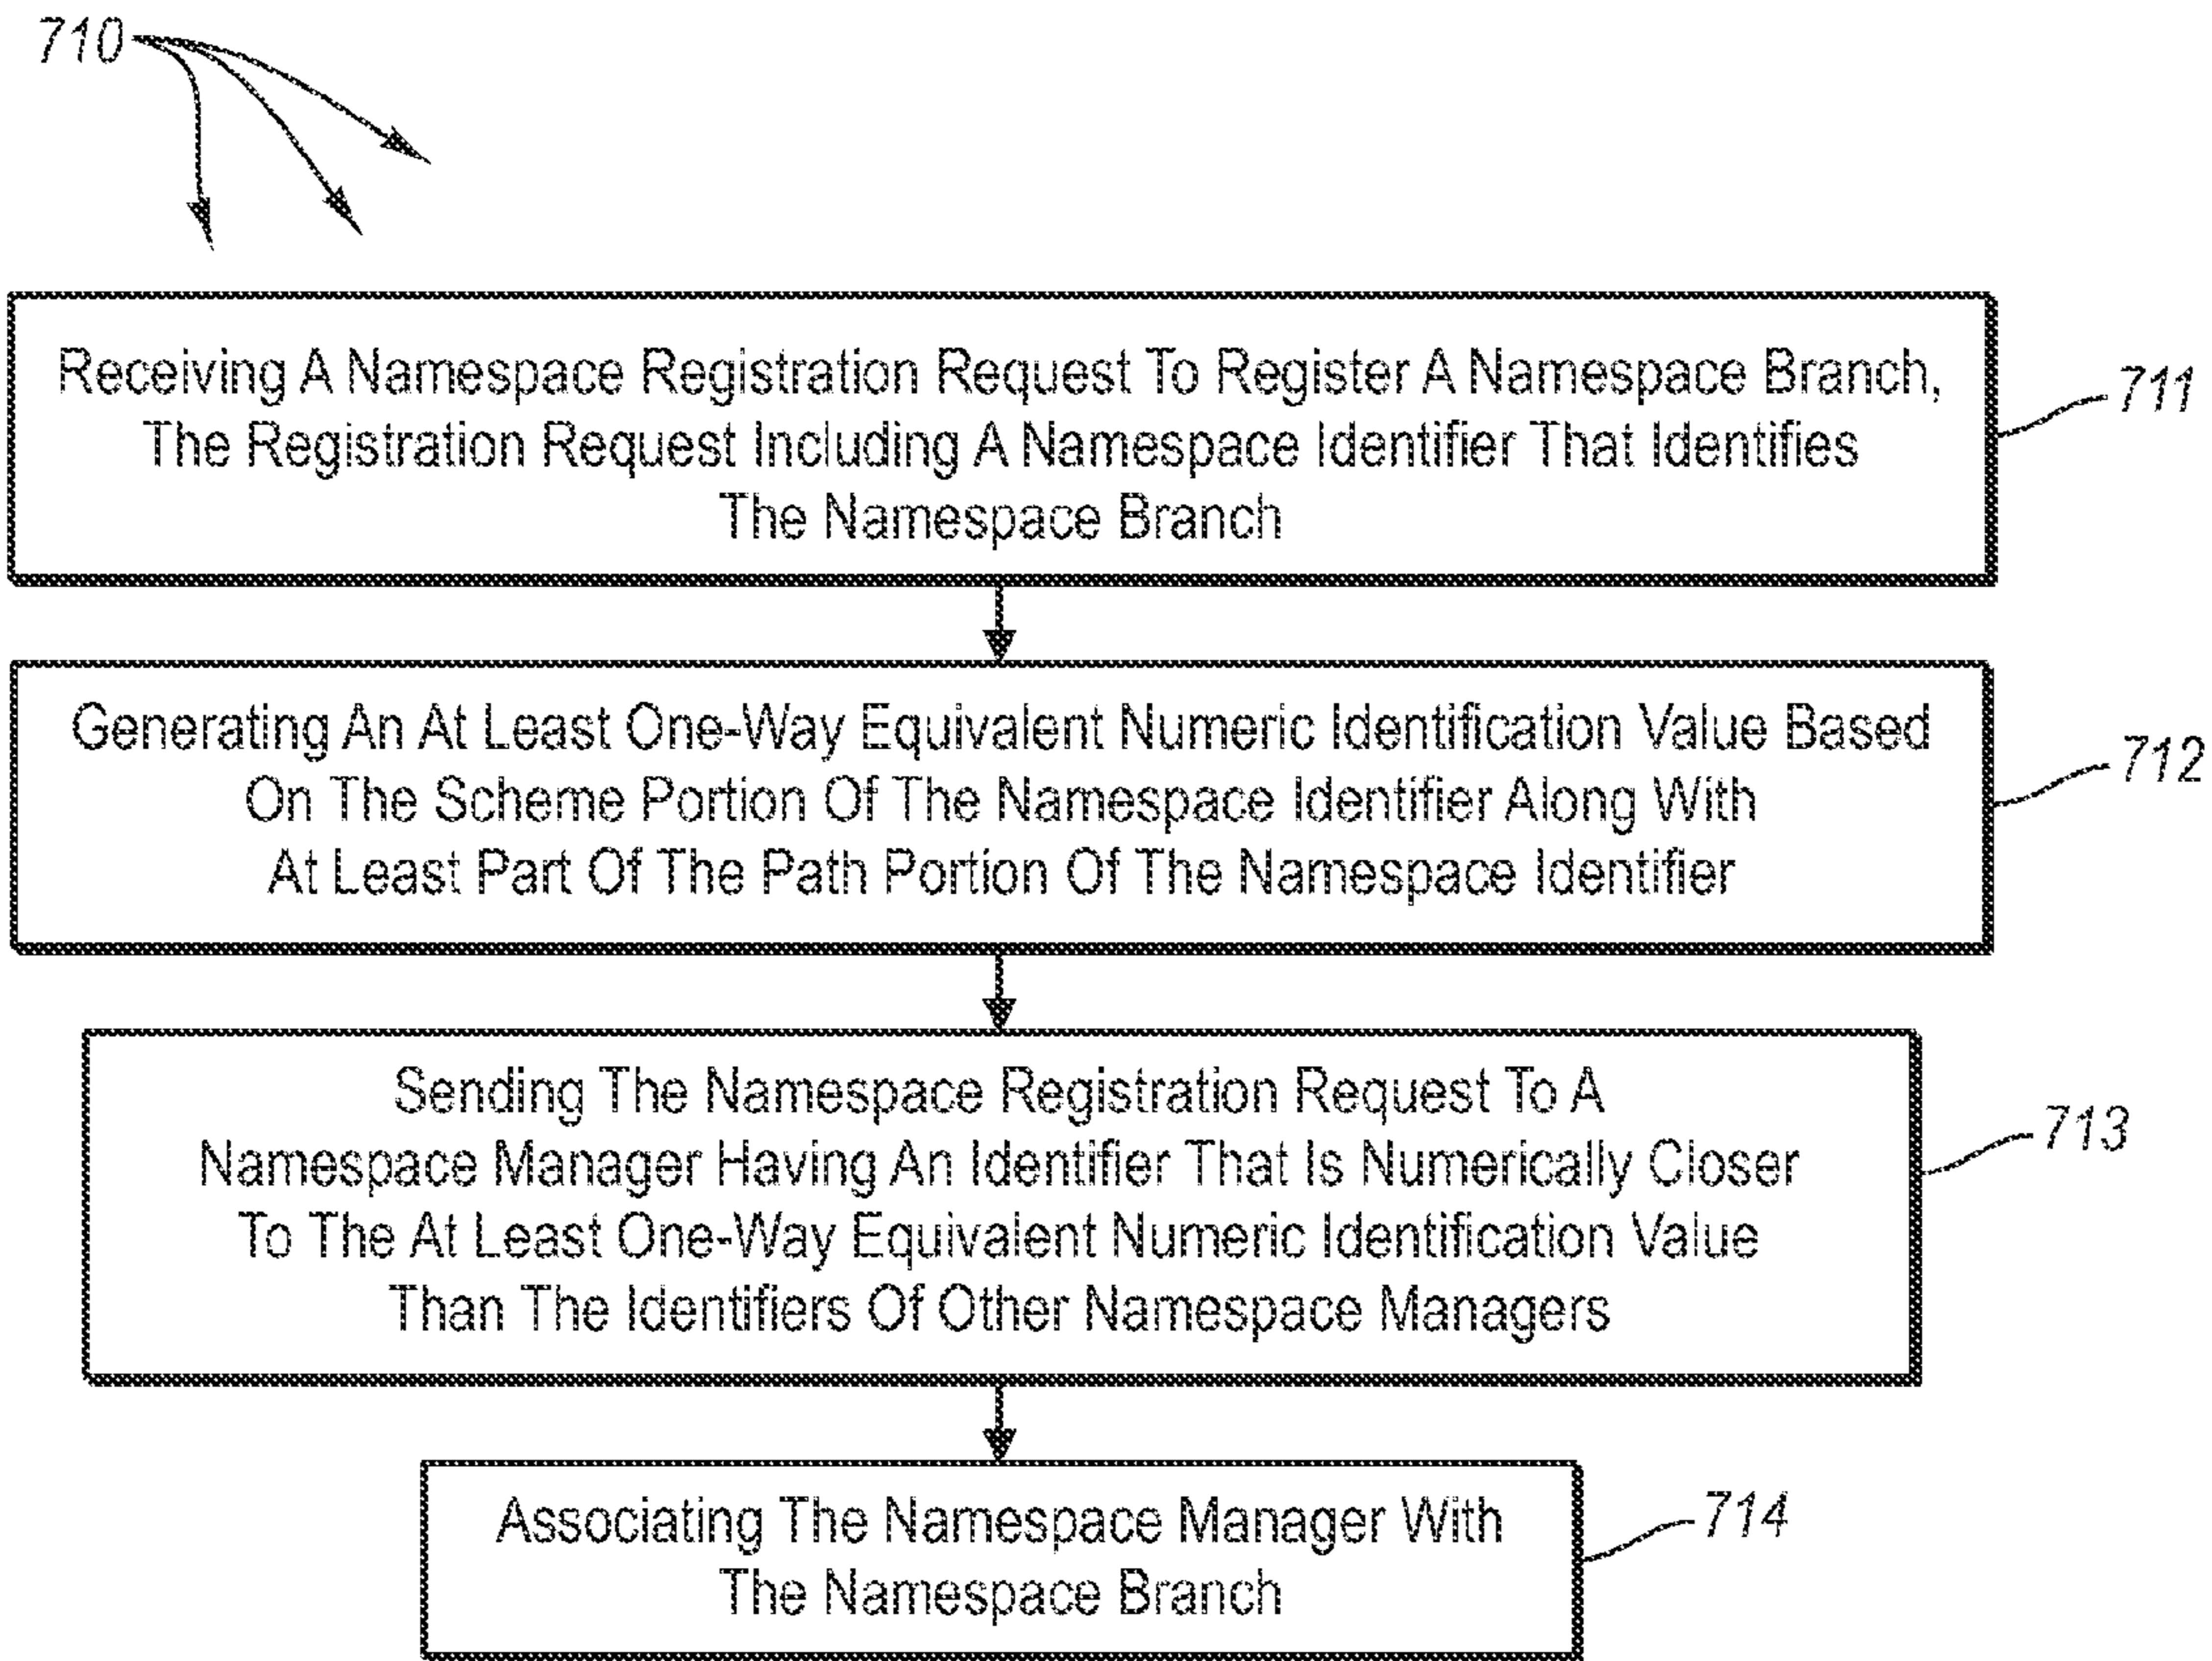 710
Receiving A Namespace Registration Request To Register A Namespace Branch,
The Registration Request Including A Namespace Identifier That Identifies
The Namespace Branch
711
Generating An At Least One-Way Equivalent Numeric Identification Value Based
On The Scheme Portion Of The Namespace Identifier Along With
At Least Part Of The Path Portion Of The Namespace Identifier
712
Sending The Namespace Registration Request To A
Namespace Manager Having An Identifier That Is Numerically Closer
To The At Least One-Way Equivalent Numeric Identification Value
Than The Identifiers Of Other Namespace Managers
713
Associating The Namespace Manager With
The Namespace Branch
714